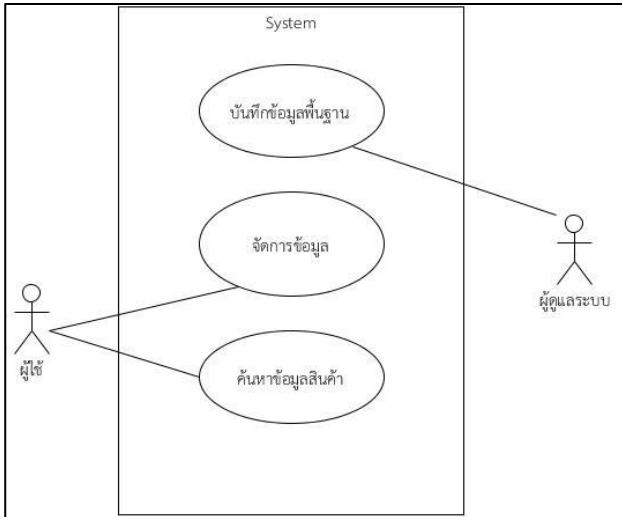 System
บันทึกข้อมูลพื้นฐาน
จัดการข้อมูล
ผู้ดูแลระบบ
ผู้ใช้
ค้นหาข้อมูลสินค้า